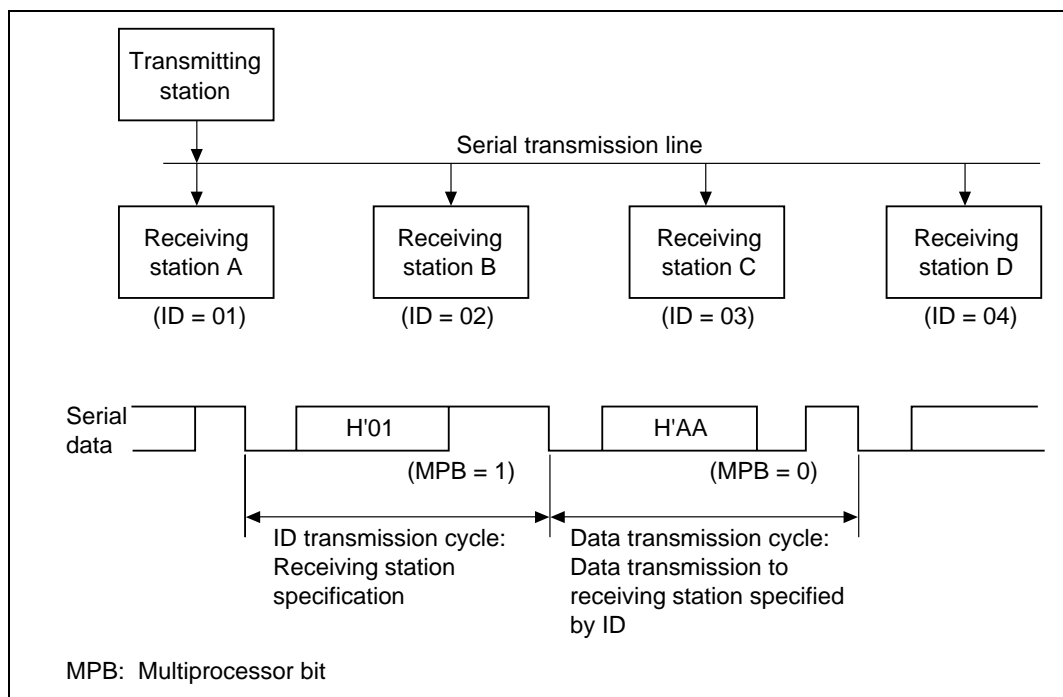 Transmitting
station
Serial transmission line
Receiving
station A
Receiving
station B
Receiving
station C
Receiving
station D
(ID = 01)
(ID = 02)
(ID = 03)
(ID = 04)
Serial
data
H'01
H'AA
(MPB = 1)
(MPB = 0)
ID transmission cycle:
Receiving station
specification
Data transmission cycle:
Data transmission to
receiving station specified
by ID
MPB: Multiprocessor bit